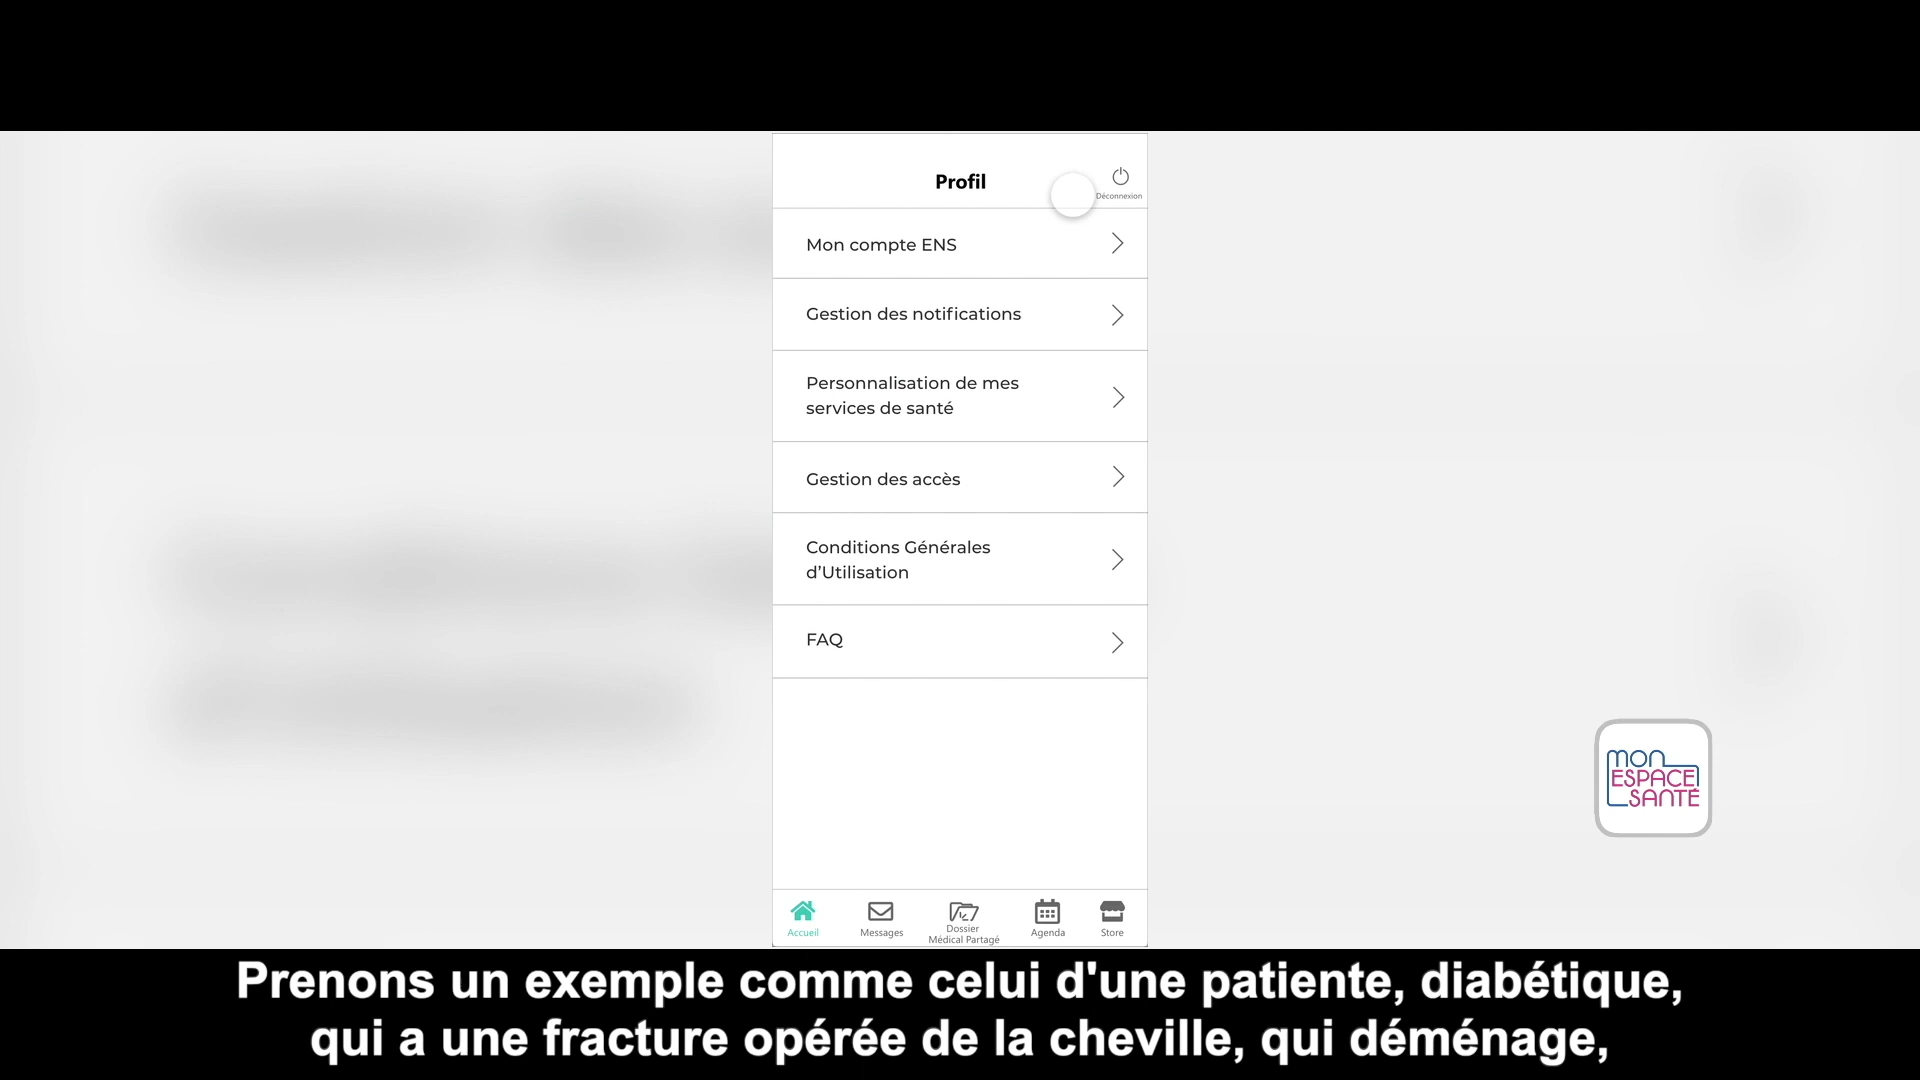 Profil
Déconnexion
Mon compte ENS
Gestion des notifications
Personnalisation de mes
services de santé
Gestion des accès
Conditions Générales
d’Utilisation
FAQ
mon
ESPACE
SANTÉ
Accueil
Messages
Dossier
Médical Partagé
Agenda
Store
Prenons un exemple comme celui d'une patiente, diabétique,
qui a une fracture opérée de la cheville, qui déménage,